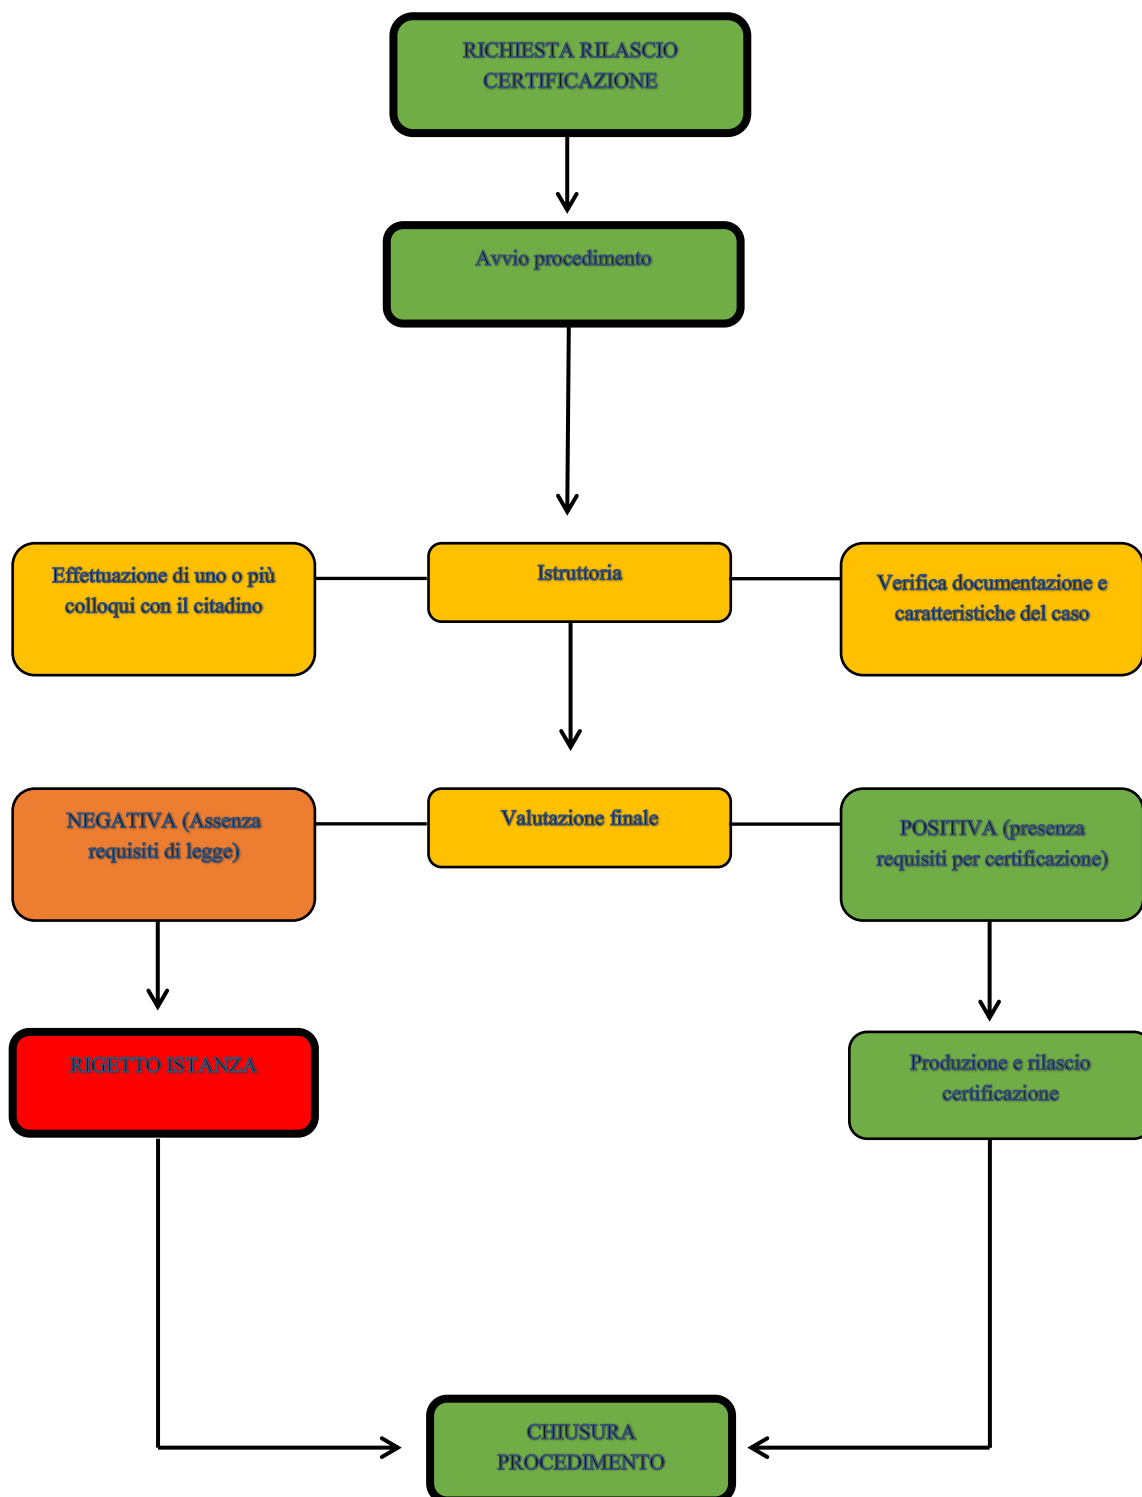 RICHIESTA RILASCIO
CERTIFICAZIONE
Avvio procedimento
Effettuazione di uno o più
colloqui con il cittadino
Istruttoria
Verifica documentazione e
caratteristiche del caso
NEGATIVA (Assenza
requisiti di legge)
Valutazione finale
POSITIVA (presenza
requisiti per certificazione)
RIGETTO ISTANZA
Produzione e rilascio
certificazione
CHIUSURA
PROCEDIMENTO